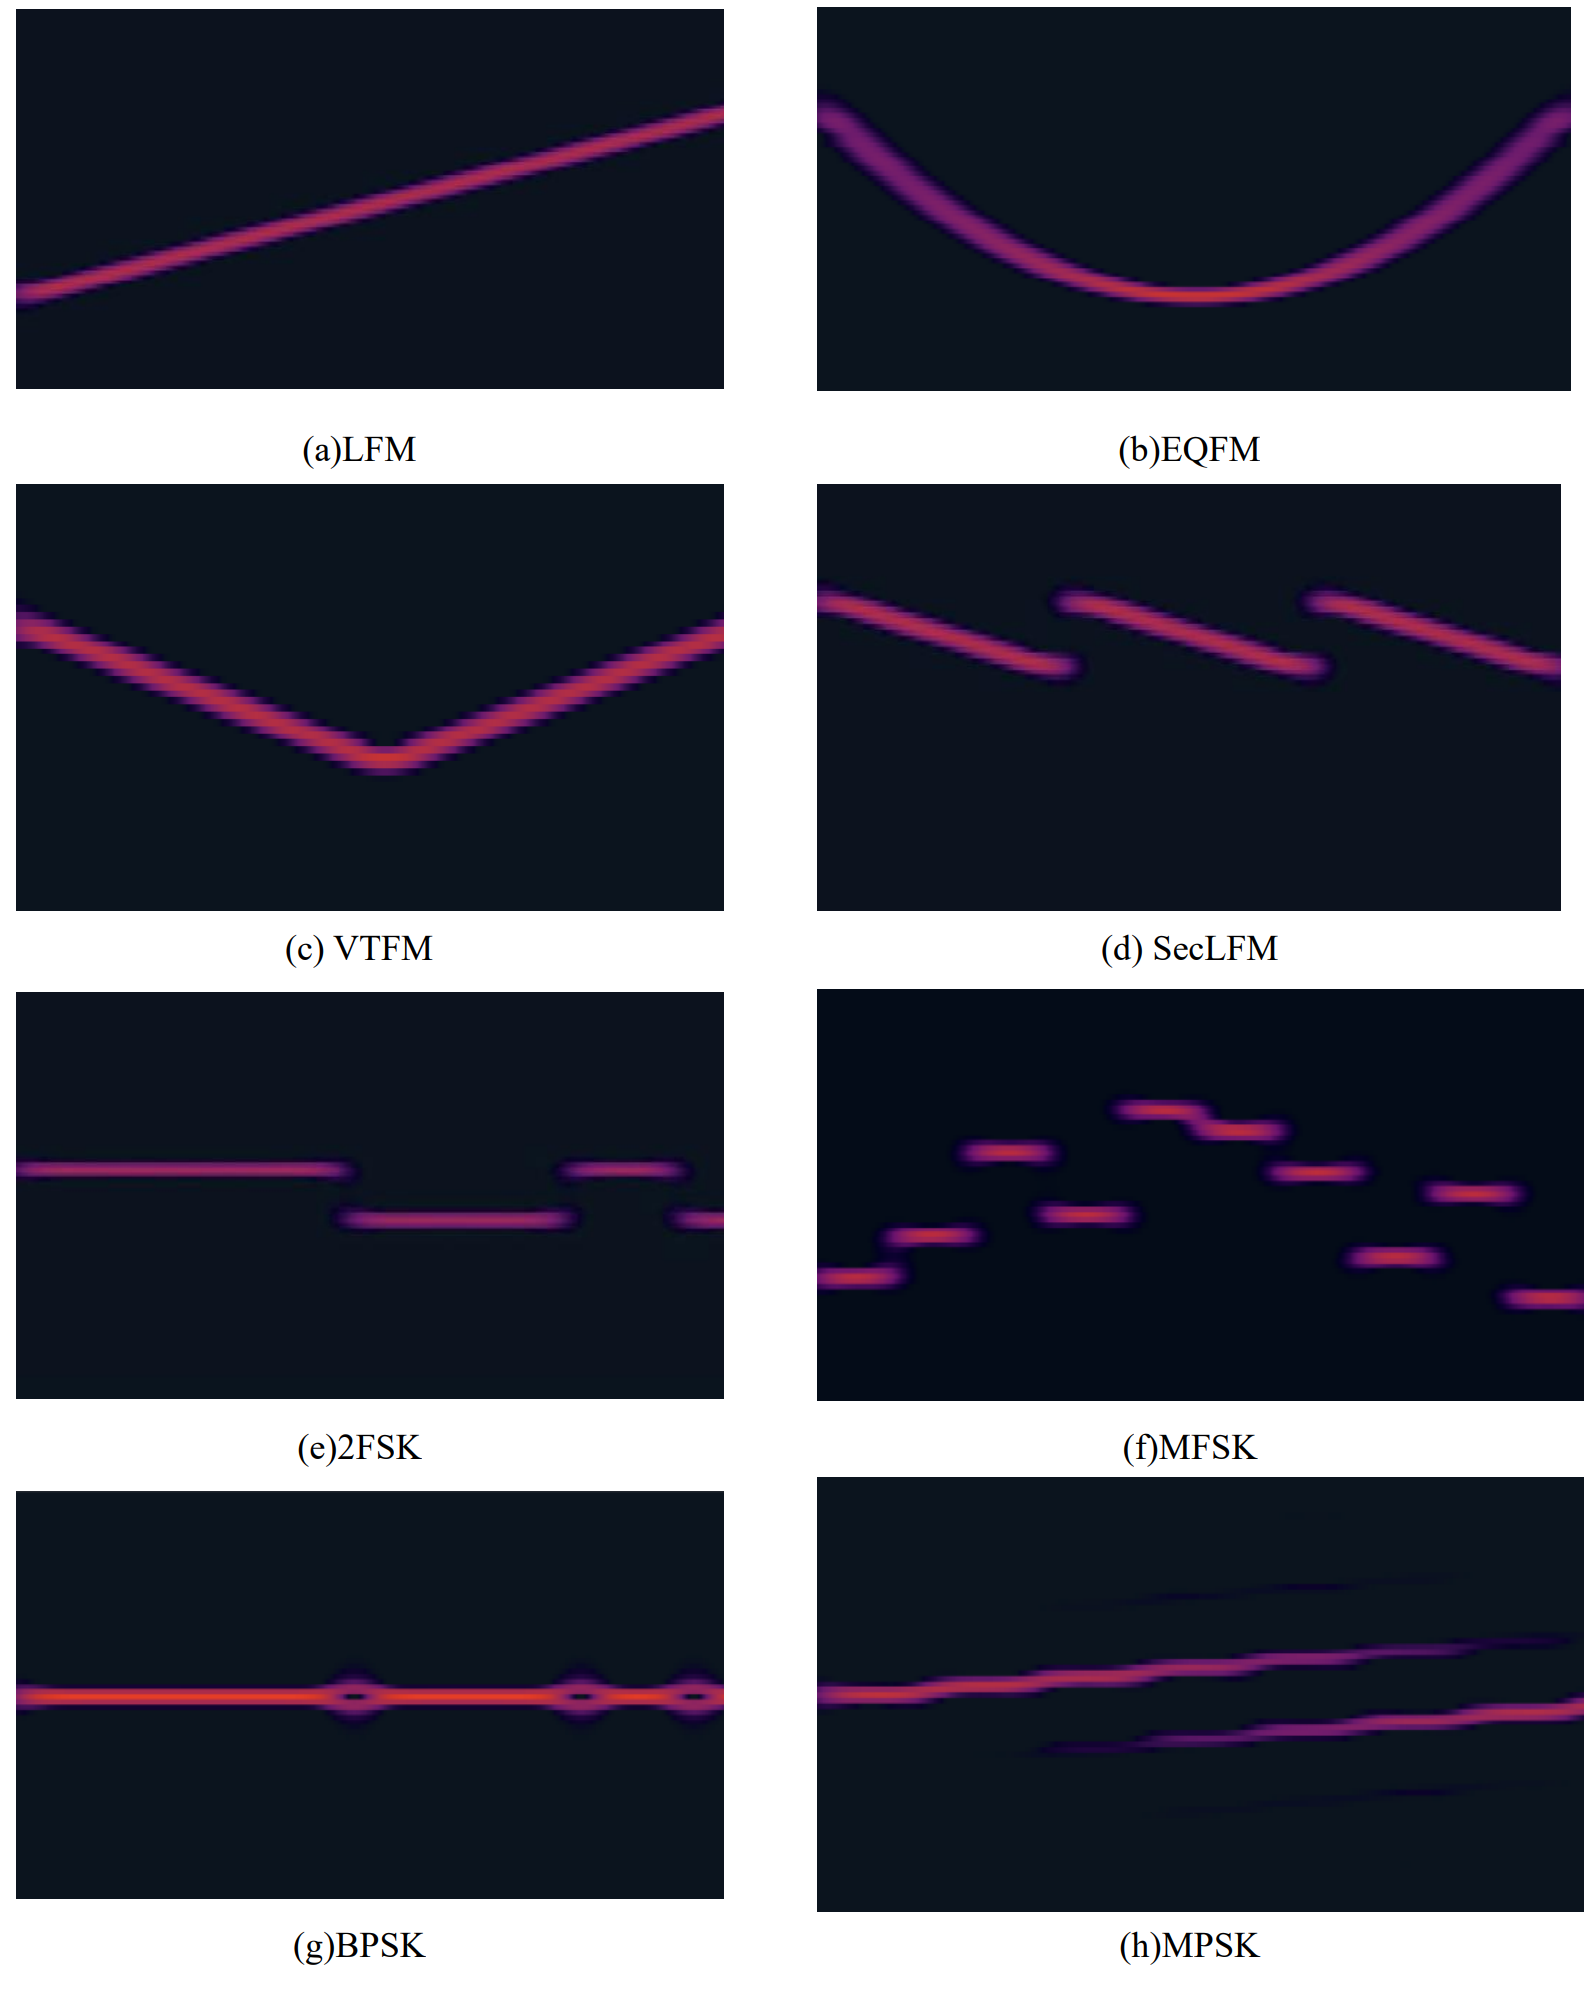 (a)LFM
(b)EQFM
(c) VTFM
(d) SecLFM
(e)2FSK
(f)MFSK
(g)BPSK
(h)MPSK